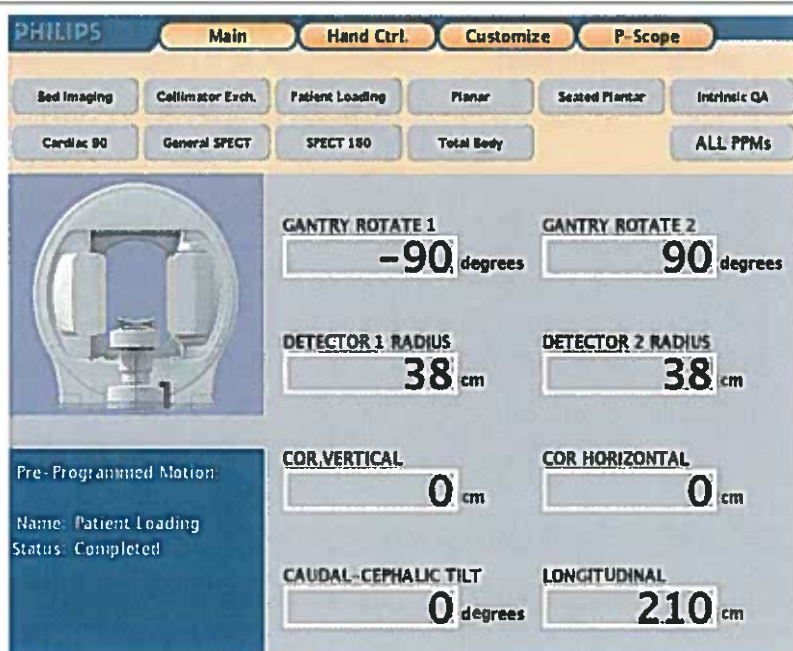 PHILIPS Main Hand Ctrl. Customize P-Scope
Bed Imaging Collimator Exch. Patient Loading Planar Seated Plantar Intrinsic QA
Cardiac 90 General SPECT SPECT 180 Total Body ALL PPMs
GANTRY ROTATE 1 GANTRY ROTATE 2
-90 degrees 90 degrees
DETECTOR 1 RADIUS DETECTOR 2 RADIUS
38 cm 38 cm
COR VERTICAL COR HORIZONTAL
0 cm 0 cm
CAUDAL-CEPHALIC TILT LONGITUDINAL
0 degrees 210 cm
Pre-Programmed Motion:
Name: Patient Loading
Status: Completed